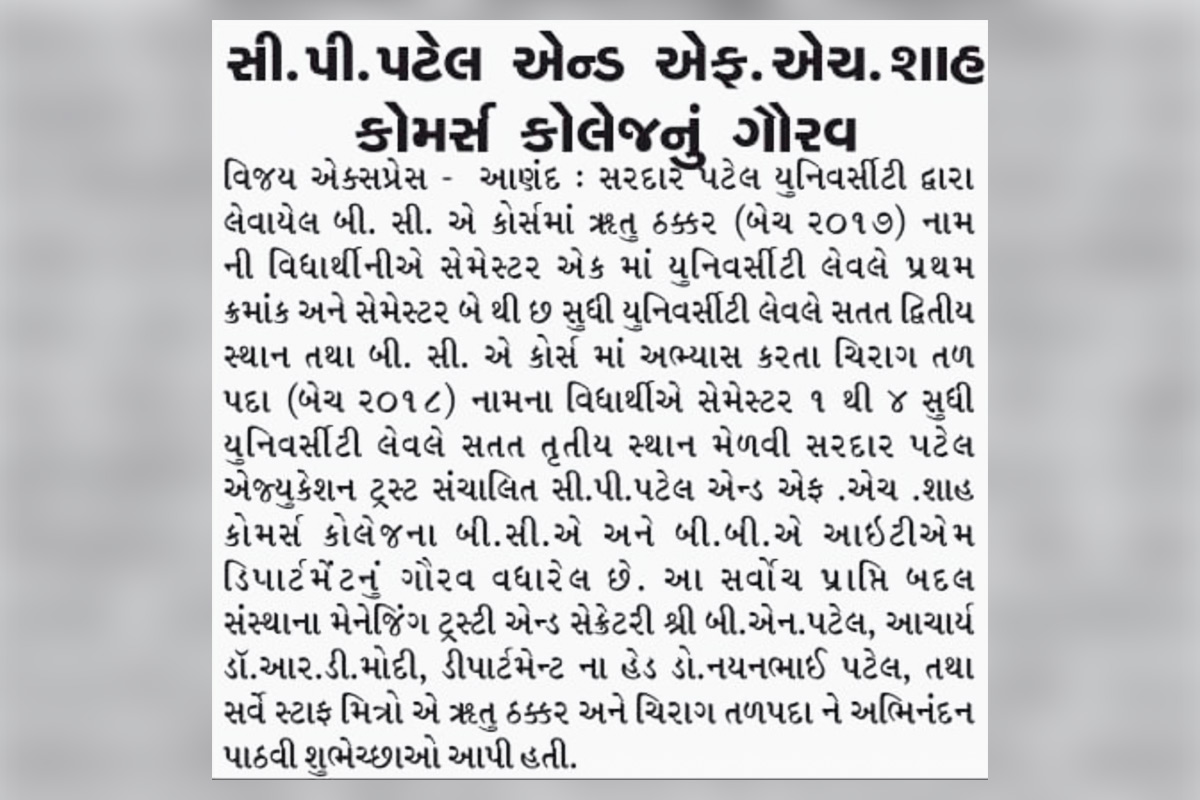 સી.પી.પટેલ એન્ડ એફ.એચ.શાહ
કોમર્સ કોલેજનું ગૌરવ
વિજય એક્સપ્રેસ - આણંદ : સરદાર પટેલ યુનિવર્સીટી દ્વારા
લેવાયેલ બી. સી. એ કોર્સમાં ઋતુ ઠક્કર (બેચ ૨૦૧૭) નામ
ની વિધાર્થીનીએ સેમેસ્ટર એક માં યુનિવર્સીટી લેવલે પ્રથમ
ક્રમાંક અને સેમેસ્ટર બે થી છ સુધી યુનિવર્સીટી લેવલે સતત દ્વિતીય
સ્થાન તથા બી. સી. એ કોર્સ માં અભ્યાસ કરતા ચિરાગ તળ
પદા (બેચ ૨૦૧૮) નામના વિધાર્થીએ સેમેસ્ટર ૧ થી ૪ સુધી
યુનિવર્સીટી લેવલે સતત તૃતીય સ્થાન મેળવી સરદાર પટેલ
એજ્યુકેશન ટ્રસ્ટ સંચાલિત સી.પી.પટેલ એન્ડ એફ .એચ .શાહ
કોમર્સ કોલેજના બી.સી.એ અને બી.બી.એ આઇટીએમ
ડિપાર્ટમેંટનું ગૌરવ વધારેલ છે. આ સર્વોચ પ્રાપ્તિ બદલ
સંસ્થાના મેનેજિંગ ટ્રસ્ટી એન્ડ સેક્રેટરી શ્રી બી.એન.પટેલ, આચાર્ય
ડૉ.આર.ડી.મોદી, ડીપાર્ટમેન્ટ ના હેડ ડો.નયનભાઈ પટેલ, તથા
સર્વે સ્ટાફ મિત્રો એ ઋતુ ઠક્કર અને ચિરાગ તળપદા ને અભિનંદન
પાઠવી શુભેચ્છાઓ આપી હતી.